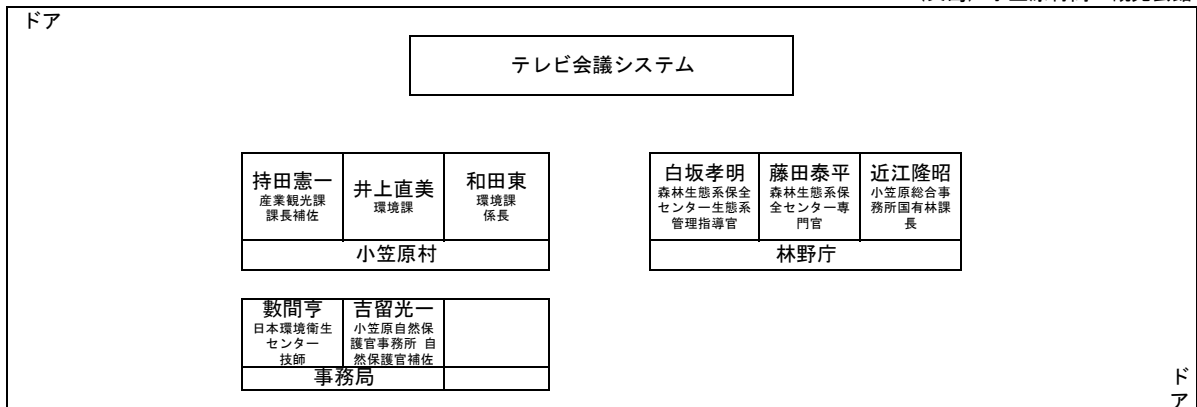 ドア
テレビ会議システム
持田憲一
産業観光課
課長補佐
井上直美
環境課
和田東
環境課
係長
小笠原村
白坂孝明
森林生態系保全
センター生態系
管理指導官
藤田泰平
森林生態系保
全センター専
門官
近江隆昭
小笠原総合事
務所国有林課
長
林野庁
數間亨
日本環境衛生
センター
技師
吉留光一
小笠原自然保
護官事務所 自
然保護官補佐
事務局
ド
ア